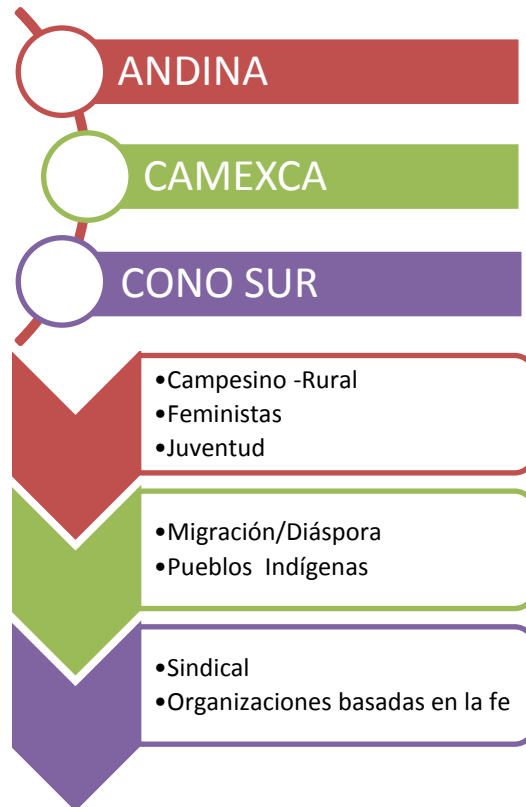 ANDINA
CAMEXCA
CONO SUR
•Campesino -Rural
•Feministas
•Juventud
•Migración/Diáspora
•Pueblos Indígenas
•Sindical
•Organizaciones basadas en la fe